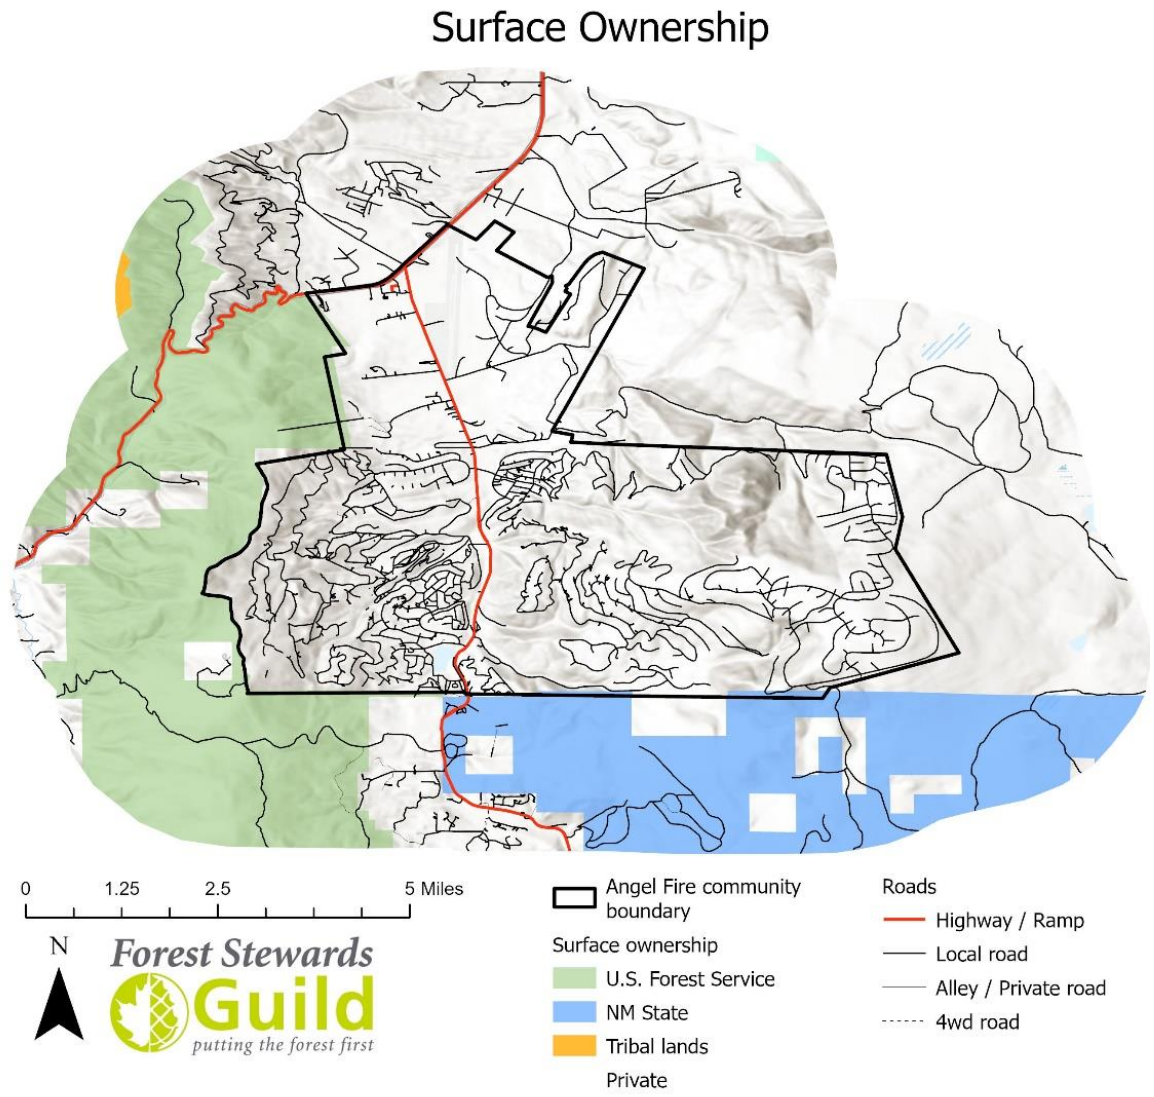 Surface Ownership
0 1.25 2.5 5 Miles
N
Forest Stewards
Guild
putting the forest first
Angel Fire community
boundary
Surface ownership
U.S. Forest Service
NM State
Tribal lands
Private
Roads
Highway / Ramp
Local road
Alley / Private road
4wd road